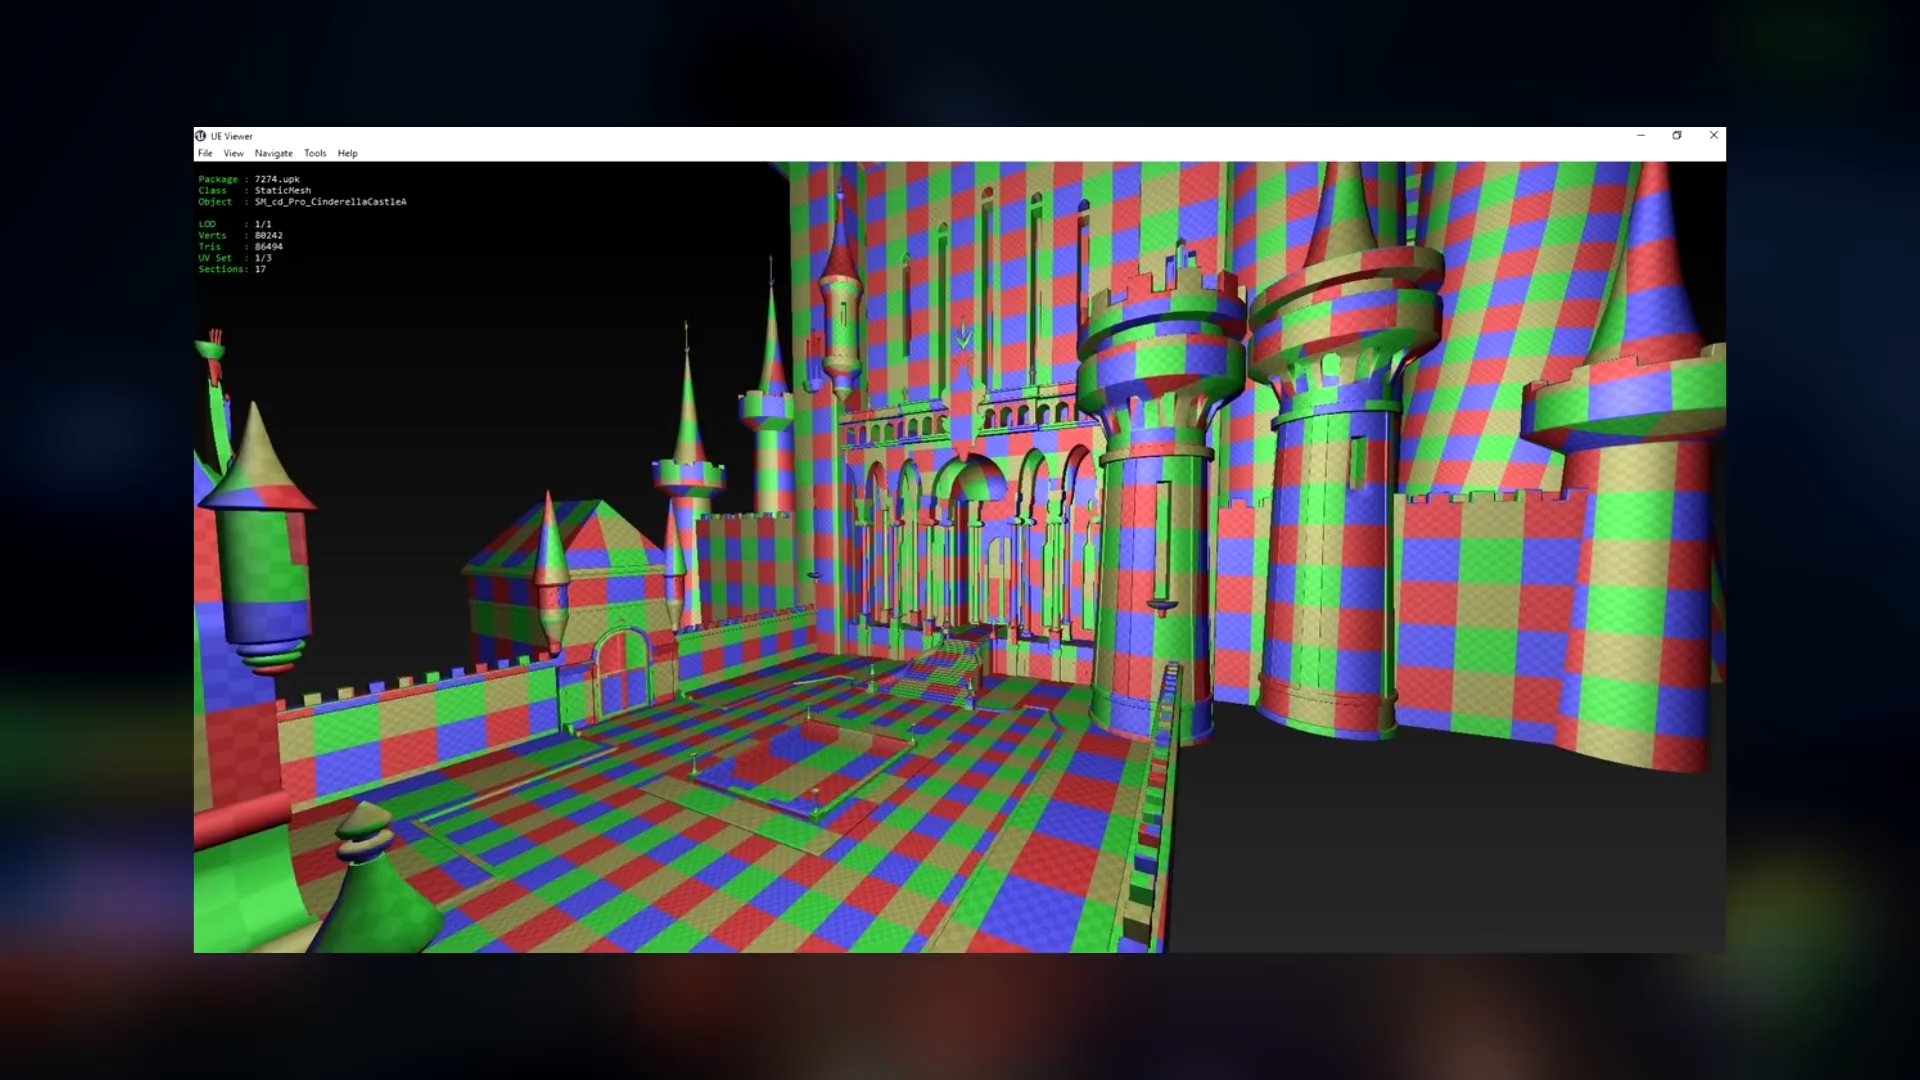 UE Viewer
File View Navigate Tools Help
Package : 7274.upk
Class : StaticMesh
Object : SM_cd_Pro_CinderellaCastleA
LOD : 1/1
Verts : 80242
Tris : 86494
UV Set : 1/3
Sections: 17